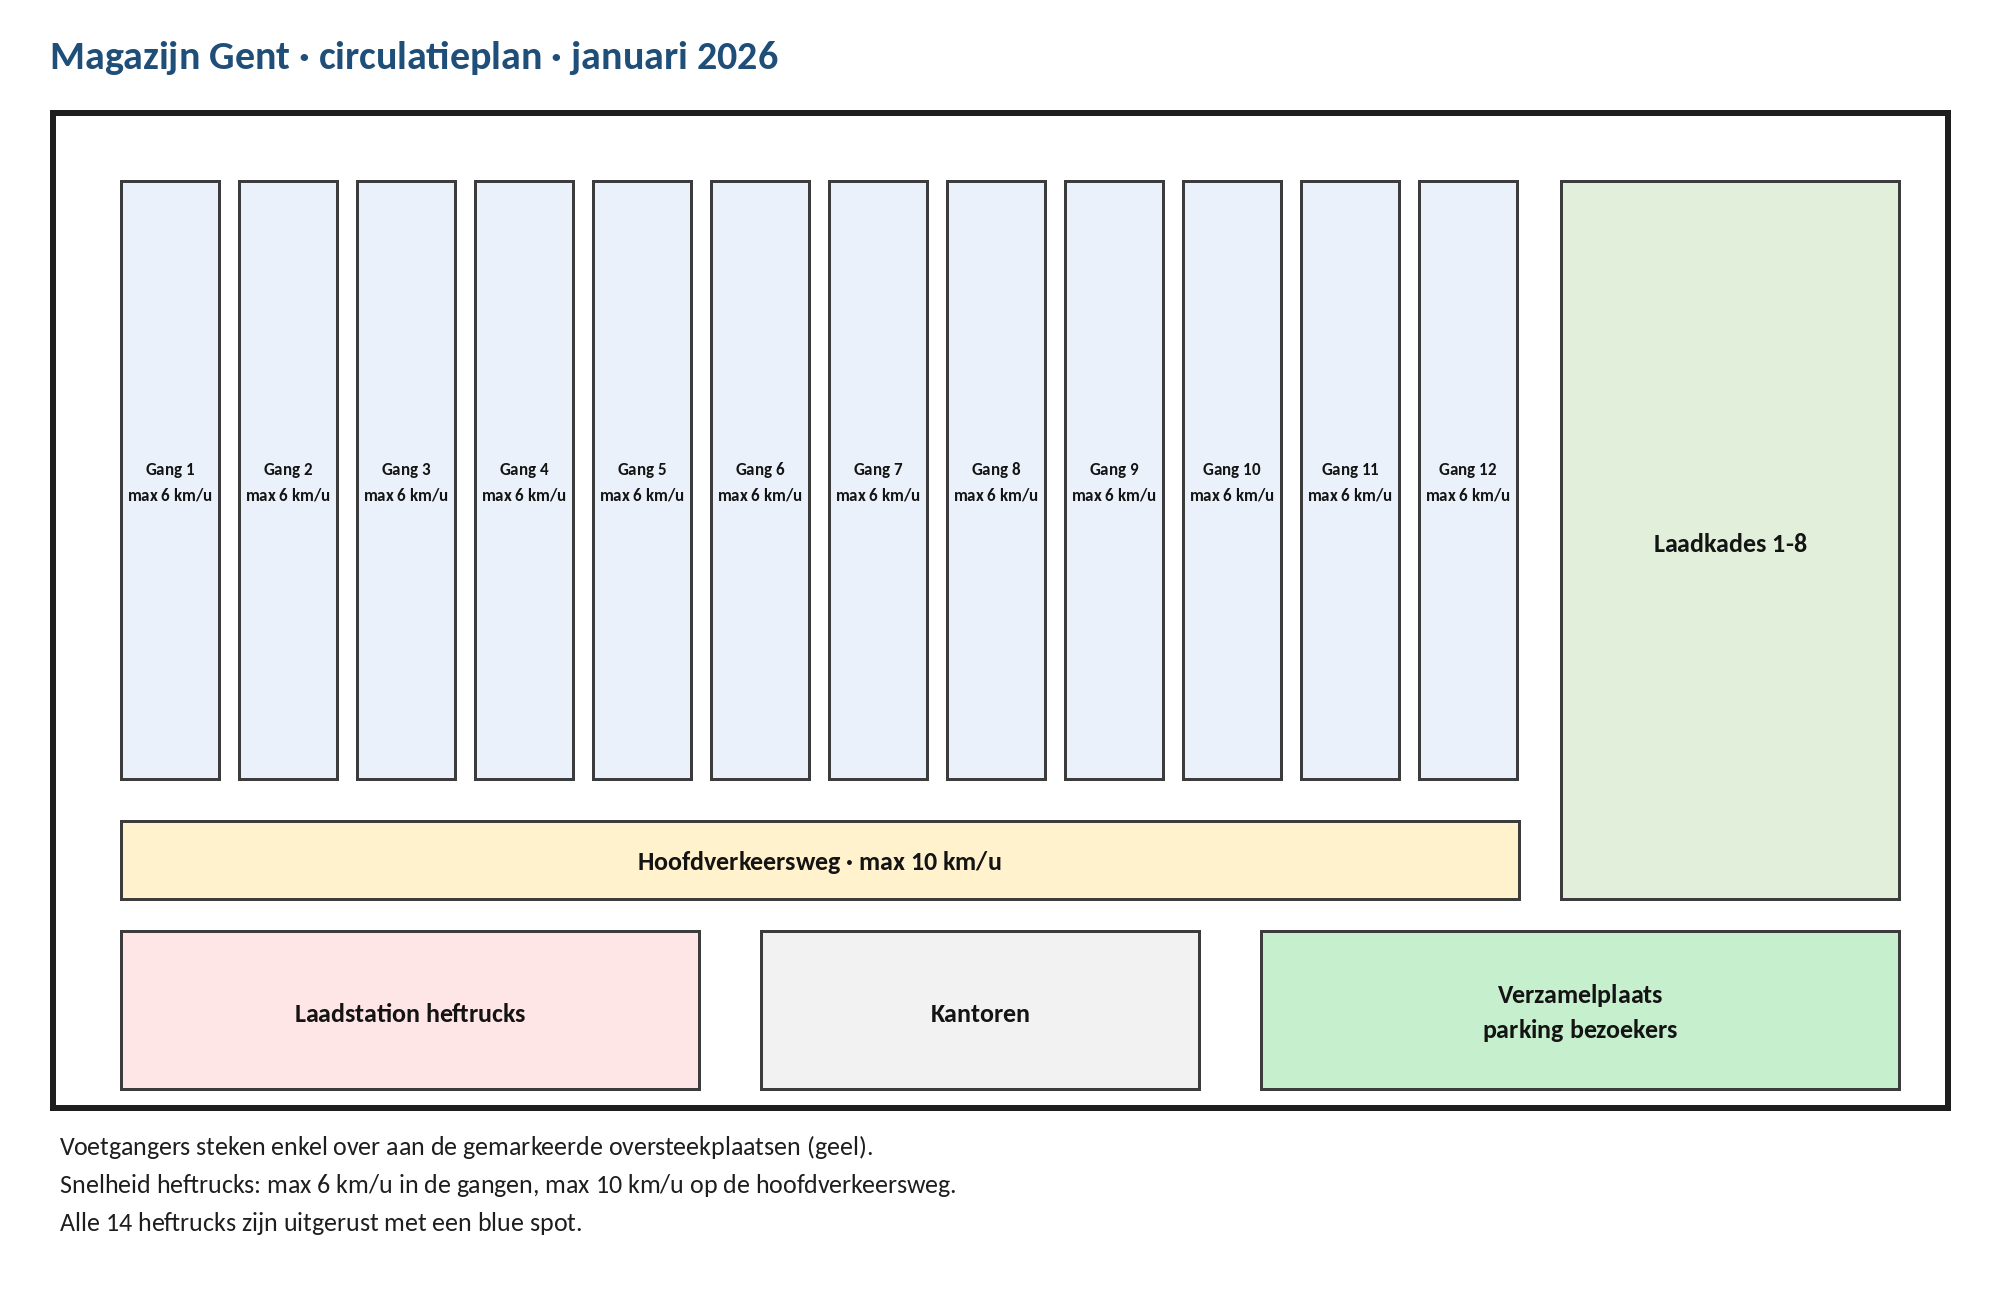 Magazijn Gent · circulatieplan · januari 2026
Gang 1
max 6 km/u
Gang 2
max 6 km/u
Gang 3
max 6 km/u
Gang 4
max 6 km/u
Gang 5
max 6 km/u
Gang 6
max 6 km/u
Gang 7
max 6 km/u
Gang 8
max 6 km/u
Gang 9
max 6 km/u
Gang 10
max 6 km/u
Gang 11
max 6 km/u
Gang 12
max 6 km/u
Laadkades 1-8
Hoofdverkeersweg · max 10 km/u
Laadstation heftrucks
Kantoren
Verzamelplaats
parking bezoekers
Voetgangers steken enkel over aan de gemarkeerde oversteekplaatsen (geel).
Snelheid heftrucks: max 6 km/u in de gangen, max 10 km/u op de hoofdverkeersweg.
Alle 14 heftrucks zijn uitgerust met een blue spot.